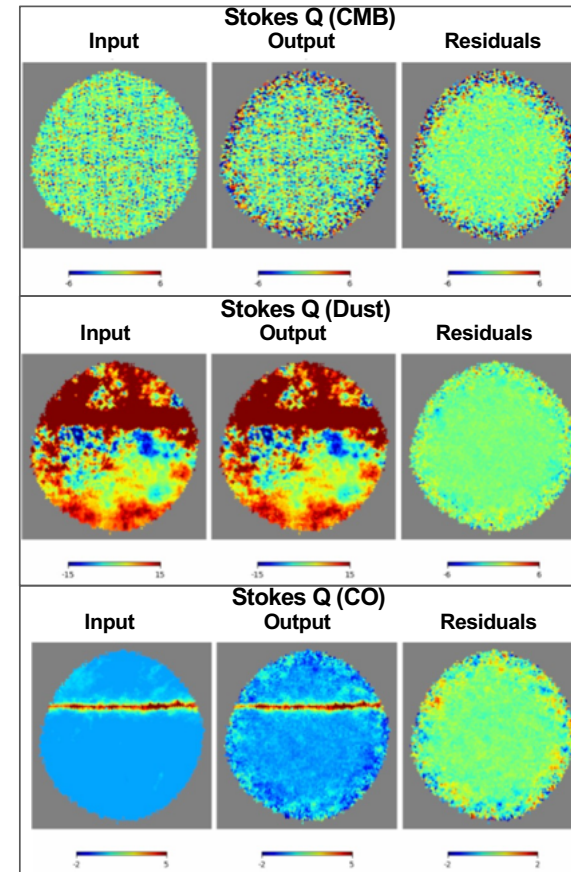 Stokes Q (CMB)
Input Output Residuals
-6 6 -6 6 -6 6
Stokes Q (Dust)
Input Output Residuals
-15 15 -15 15 -6 6
Stokes Q (CO)
Input Output Residuals
-2 5 -2 5 -2 2